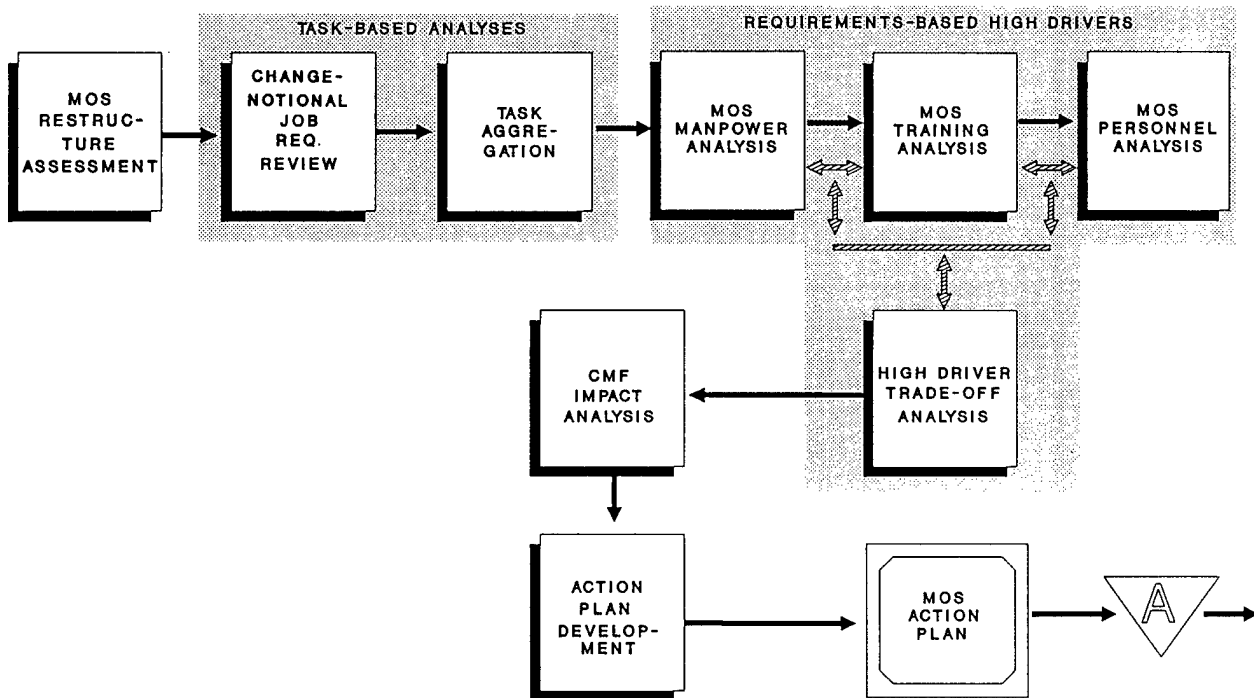 TASK-BASED ANALYSES
REQUIREMENTS-BASED HIGH DRIVERS
MOS
RESTRUC-
TURE
ASSESSMENT
CHANGE-
NOTIONAL
JOB
REQ.
REVIEW
TASK
AGGRE-
GATION
MOS
MANPOWER
ANALYSIS
MOS
TRAINING
ANALYSIS
MOS
PERSONNEL
ANALYSIS
CMF
IMPACT
ANALYSIS
HIGH DRIVER
TRADE-OFF
ANALYSIS
ACTION
PLAN
DEVELOP-
MENT
MOS
ACTION
PLAN
A